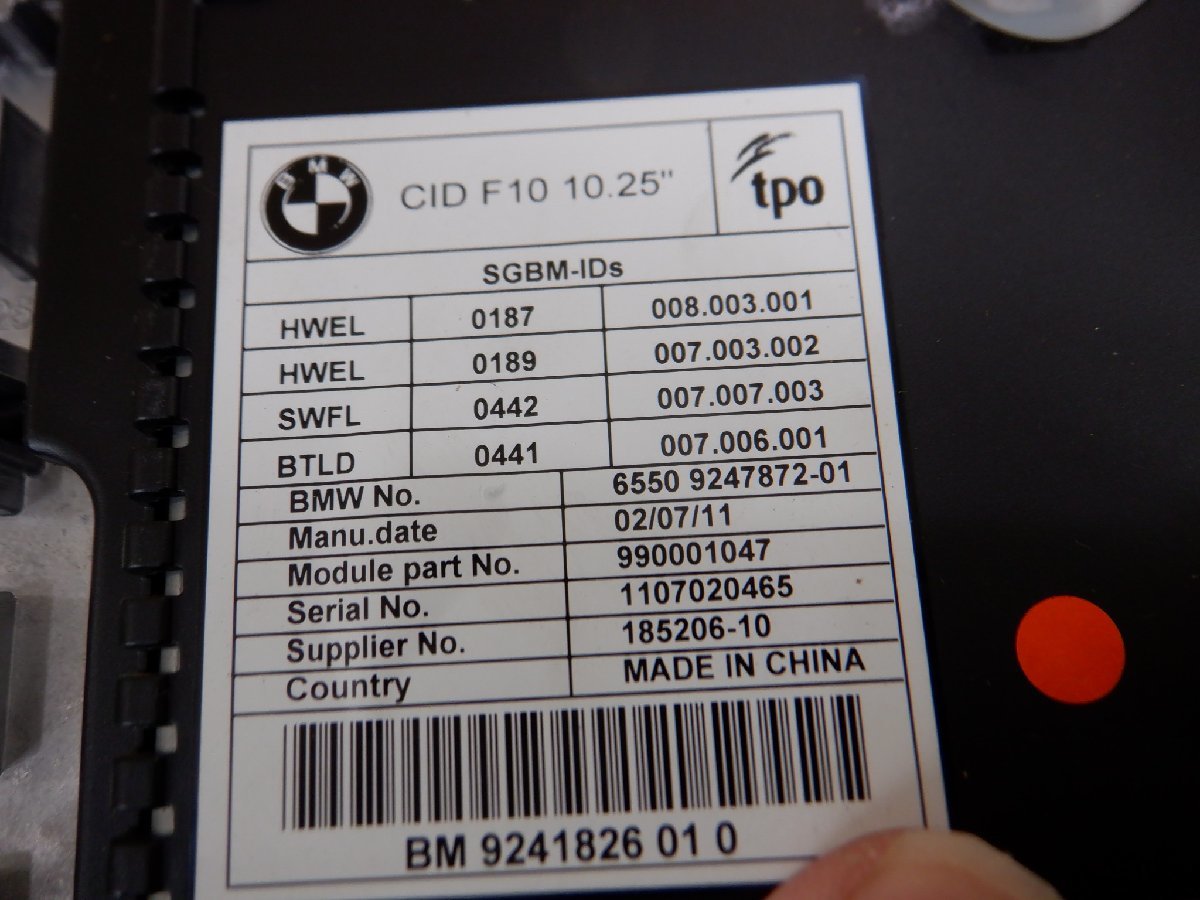 BMW
CID F10 10.25"
tpo
SGBM-IDs
HWEL 0187 008.003.001
HWEL 0189 007.003.002
SWFL 0442 007.007.003
BTLD 0441 007.006.001
BMW No. 6550 9247872-01
Manu.date 02/07/11
Module part No. 990001047
Serial No. 1107020465
Supplier No. 185206-10
Country MADE IN CHINA
BM 9241826 01 0